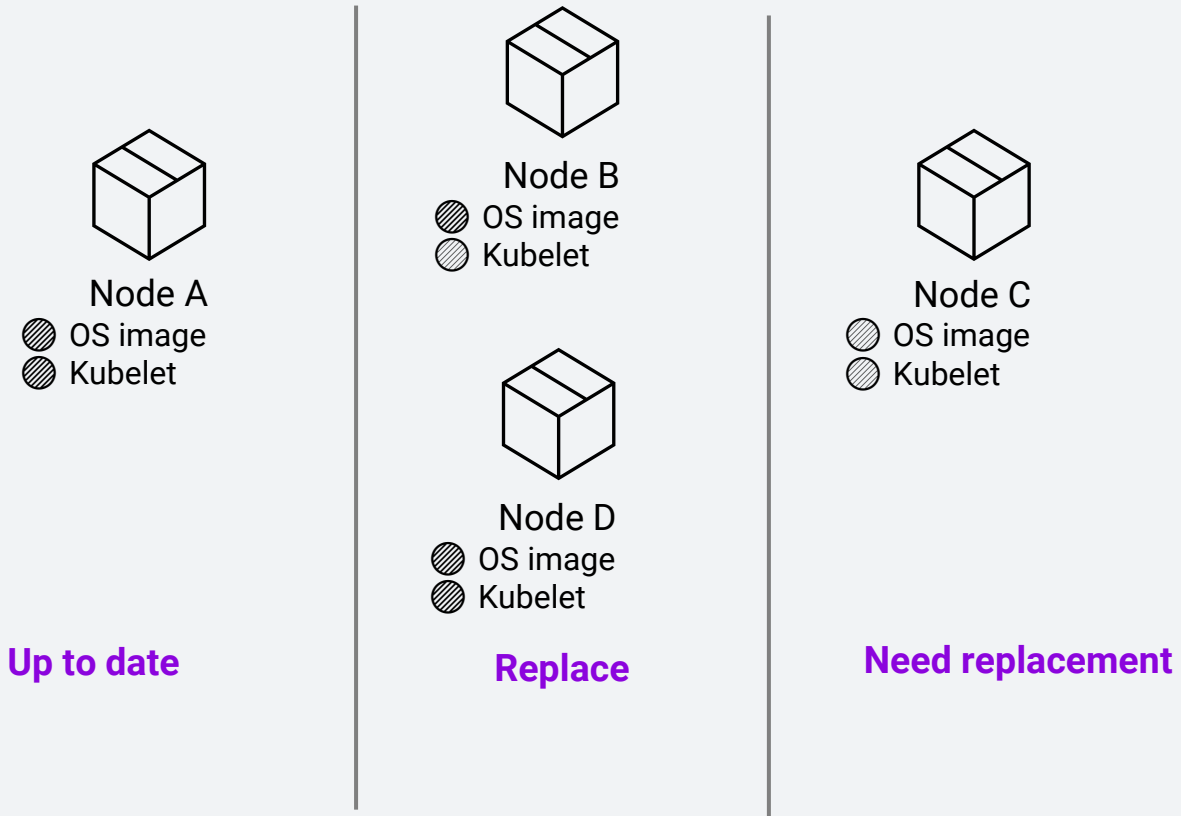 Node A
OS image
Kubelet
Up to date
Node B
OS image
Kubelet
Node D
OS image
Kubelet
Replace
Node C
OS image
Kubelet
Need replacement